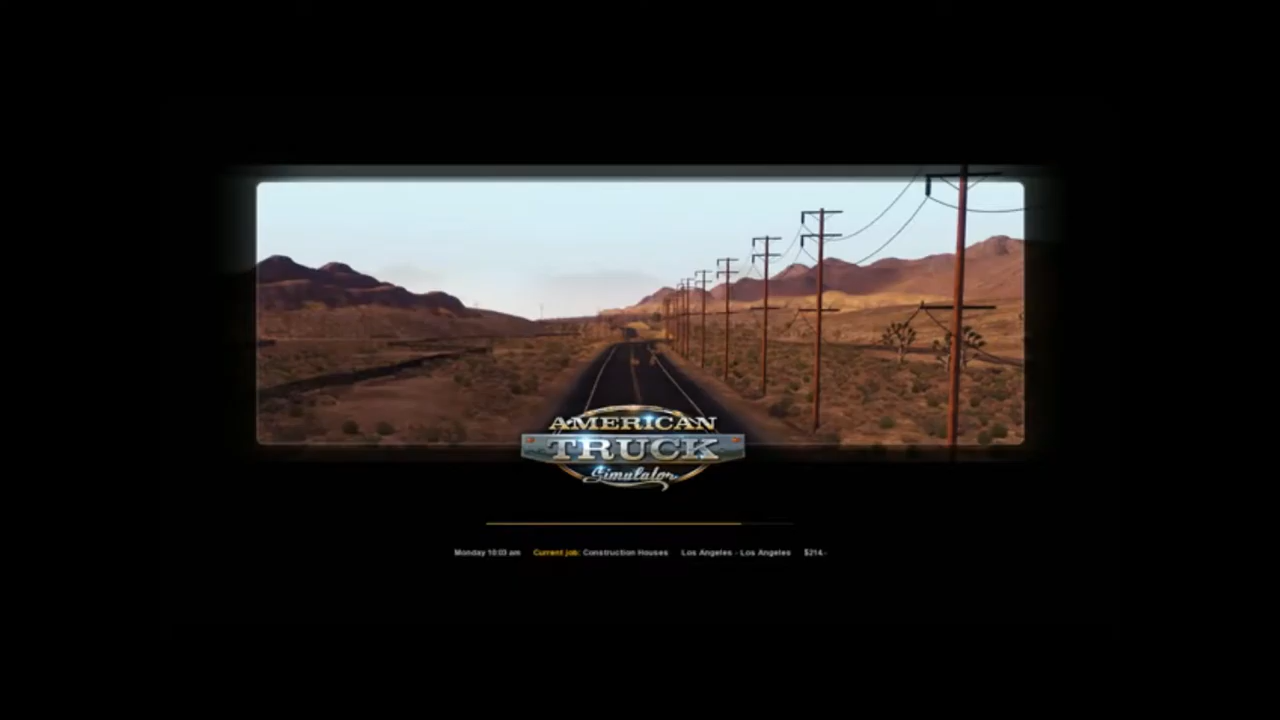 AMERICAN
TRUCK
Simulator
Monday 10:03 am Current job: Construction Houses Los Angeles - Los Angeles $214.-